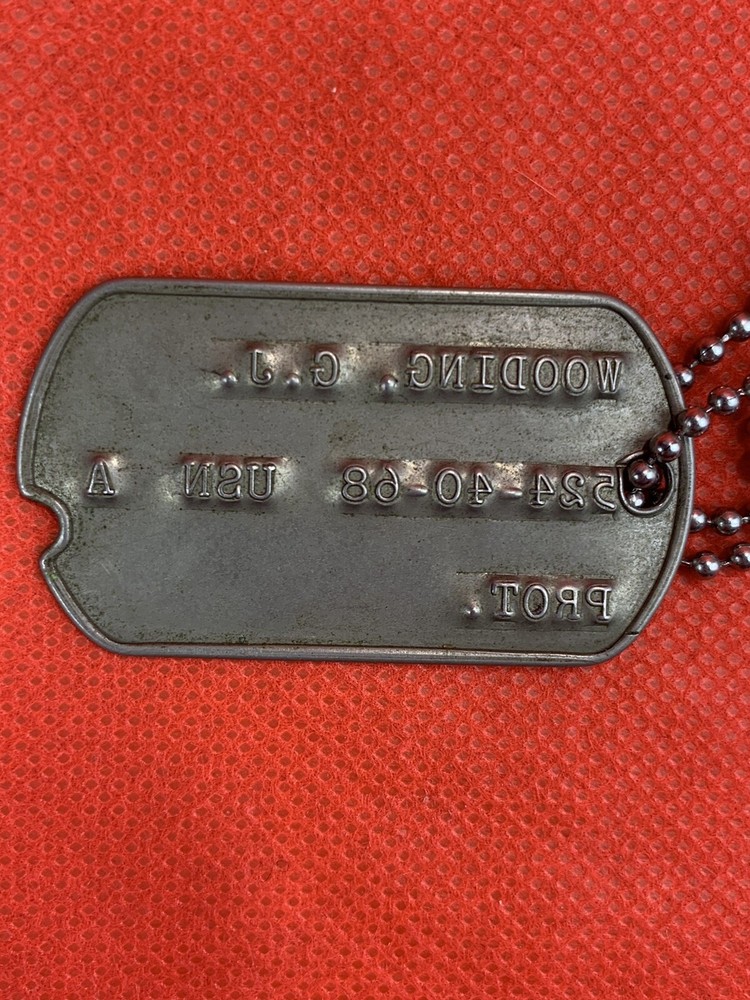 WOODING, G.J.
524-40-68 USN A
PROT.